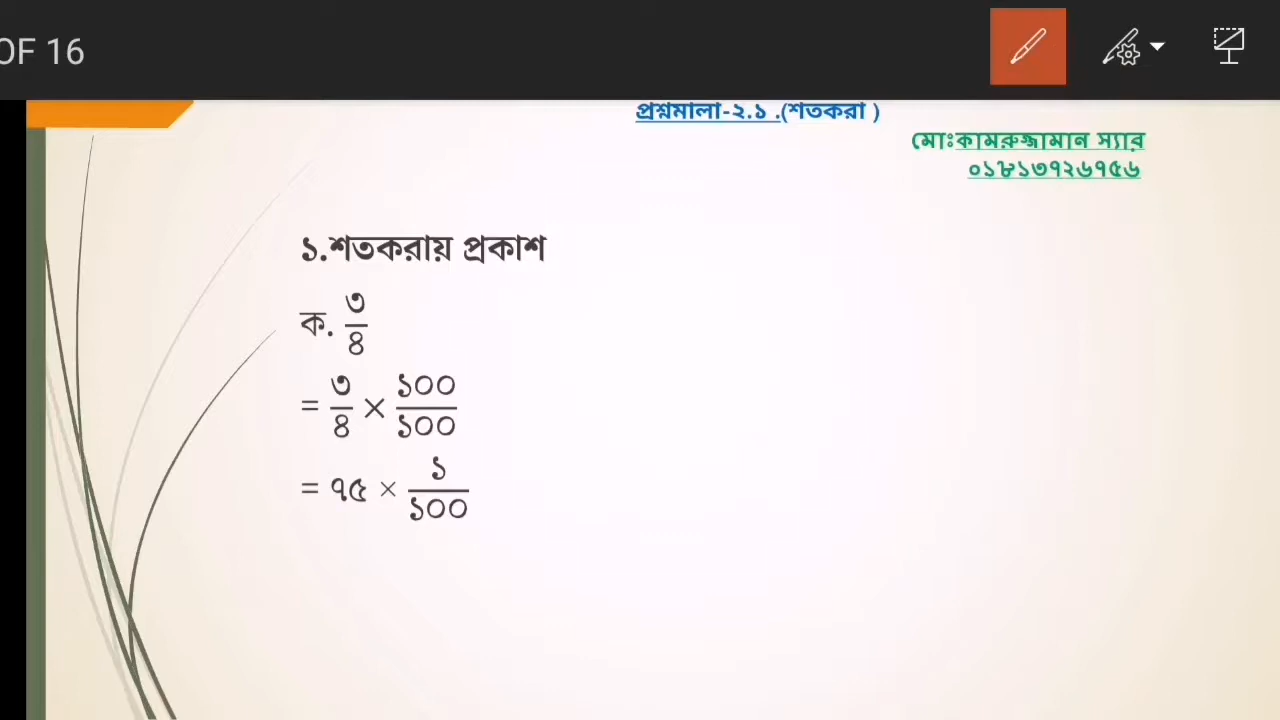 OF 16
প্রশ্নমালা-২.১ .(শতকরা )
মোঃকামরুজ্জামান স্যার
০১৮১৩৭২৬৭৫৬
১.শতকরায় প্রকাশ
ক. ৩/৪
= ৩/৪ × ১০০/১০০
= ৭৫ × ১/১০০